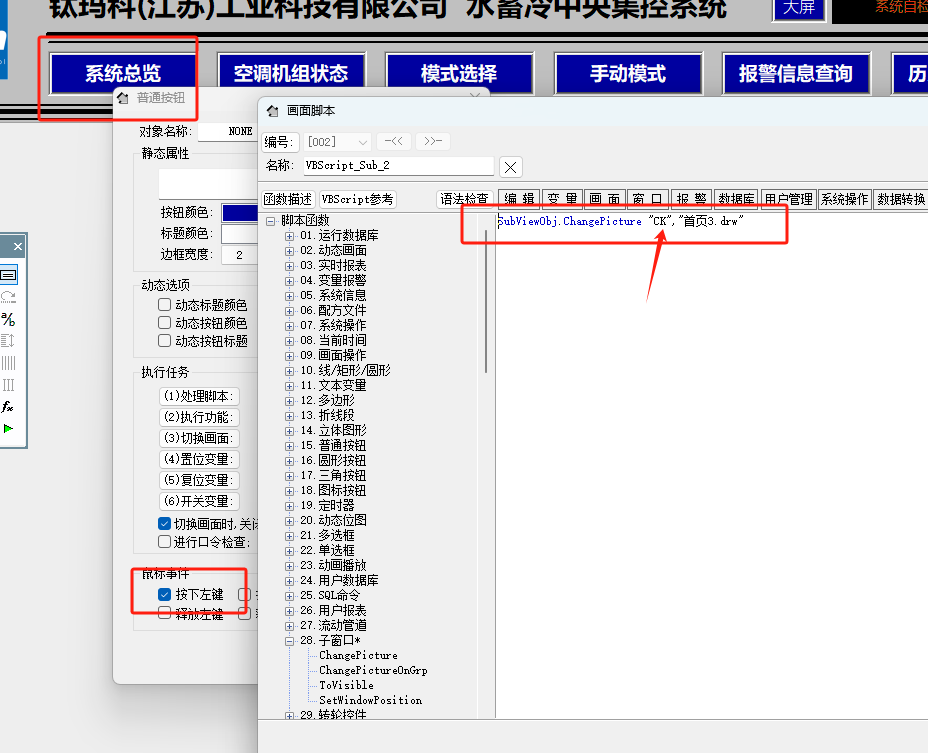 钛玛科(江苏)工业科技有限公司 水蓄冷中央集控系统
大屏
系统自检
系统总览
空调机组状态
模式选择
手动模式
报警信息查询
历
普通按钮
对象名称:
NONE
静态属性
按钮颜色:
标题颜色:
边框宽度:
2
动态选项
动态标题颜色
动态按钮颜色
动态按钮标题
执行任务
(1)处理脚本:
(2)执行功能:
(3)切换画面:
(4)置位变量:
(5)复位变量:
(6)开关变量:
切换画面时,关闭
进行口令检查;
鼠标事件
按下左键
释放左键
画面脚本
编号:
[002]
-<<
>>-
名称:
VBScript_Sub_2
函数描述
VBScript参考
语法检查
编 辑
变 量
画 面
窗 口
报 警
数据库
用户管理
系统操作
数据转换
SubViewObj.ChangePicture "CK","首页3.drw"
脚本函数
01.运行数据库
02.动态画面
03.实时报表
04.变量报警
05.系统信息
06.配方文件
07.系统操作
08.当前时间
09.画面操作
10.线/矩形/圆形
11.文本变量
12.多边形
13.折线段
14.立体图形
15.普通按钮
16.圆形按钮
17.三角按钮
18.图标按钮
19.定时器
20.动态位图
21.多选框
22.单选框
23.动画播放
24.用户数据库
25.SQL命令
26.用户报表
27.流动管道
28.子窗口*
ChangePicture
ChangePictureOnGrp
ToVisible
SetWindowPosition
29.转轮控件